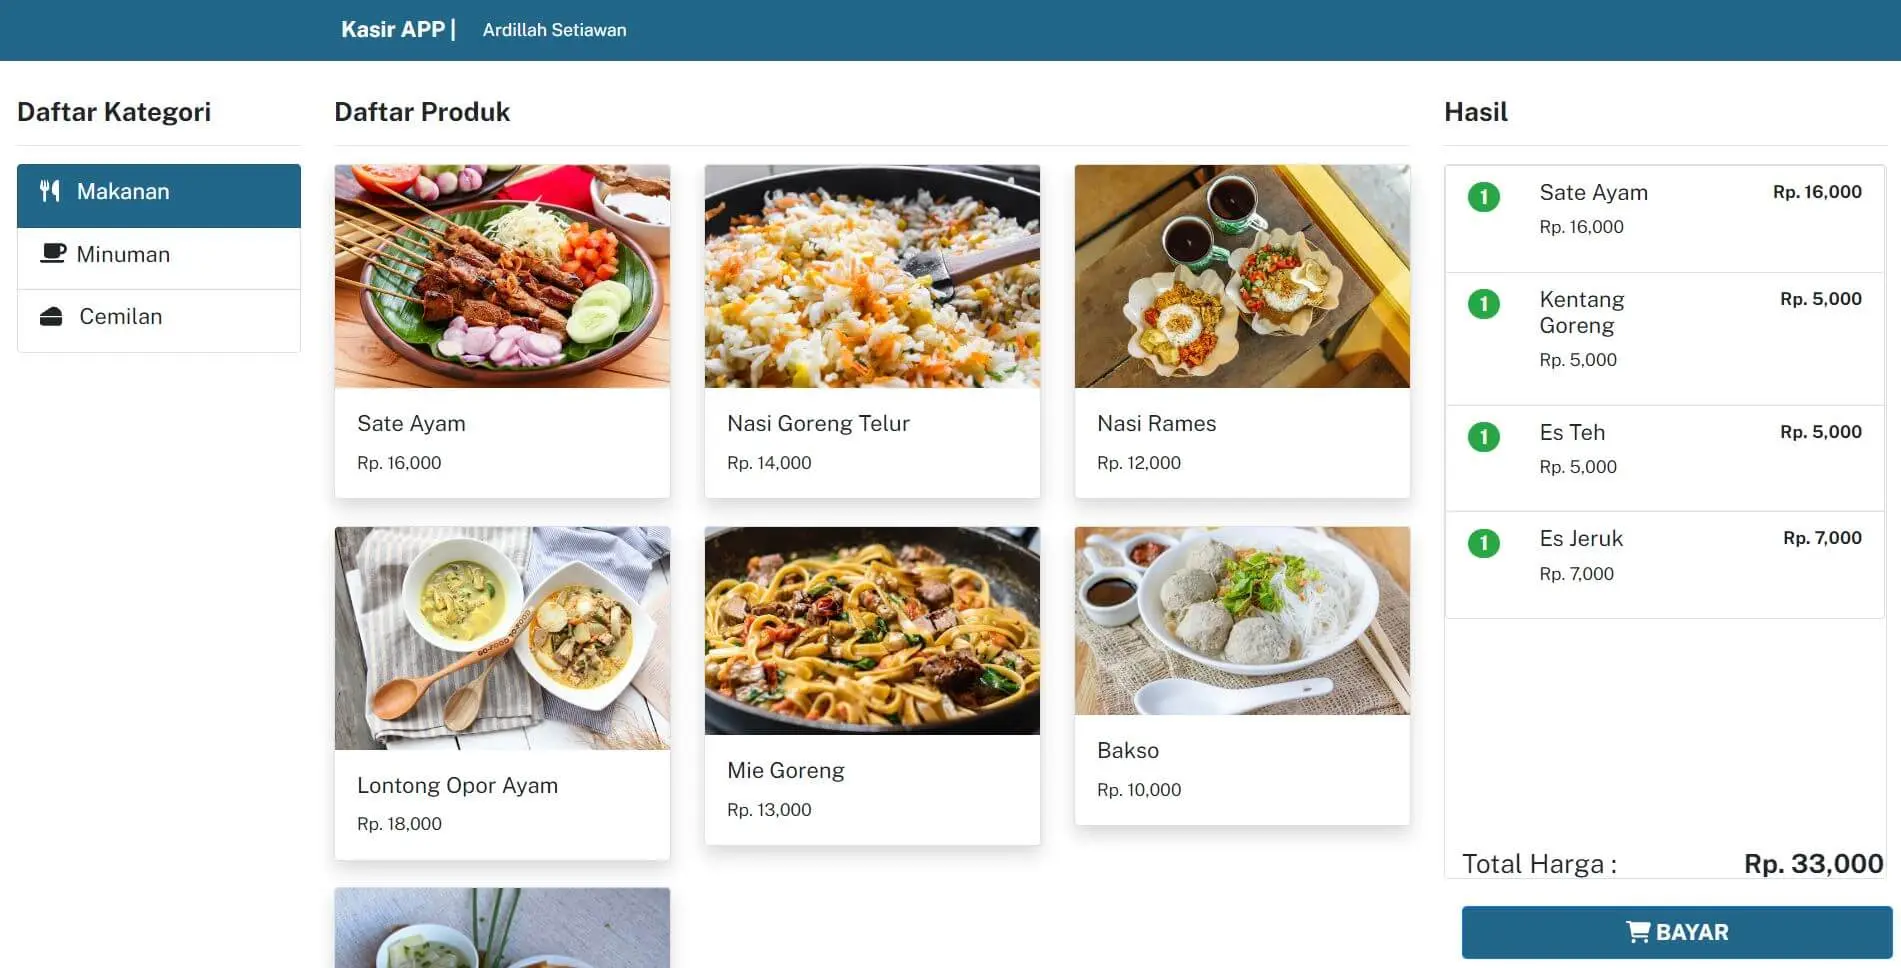 Kasir APP | Ardillah Setiawan
Daftar Kategori
Makanan
Minuman
Cemilan
Daftar Produk
Sate Ayam
Rp. 16,000
Nasi Goreng Telur
Rp. 14,000
Nasi Rames
Rp. 12,000
GO-FOOD GO-FOOD
Lontong Opor Ayam
Rp. 18,000
Mie Goreng
Rp. 13,000
Bakso
Rp. 10,000
Hasil
1 Sate Ayam Rp. 16,000
Rp. 16,000
1 Kentang Rp. 5,000
Goreng
Rp. 5,000
1 Es Teh Rp. 5,000
Rp. 5,000
1 Es Jeruk Rp. 7,000
Rp. 7,000
Total Harga : Rp. 33,000
BAYAR